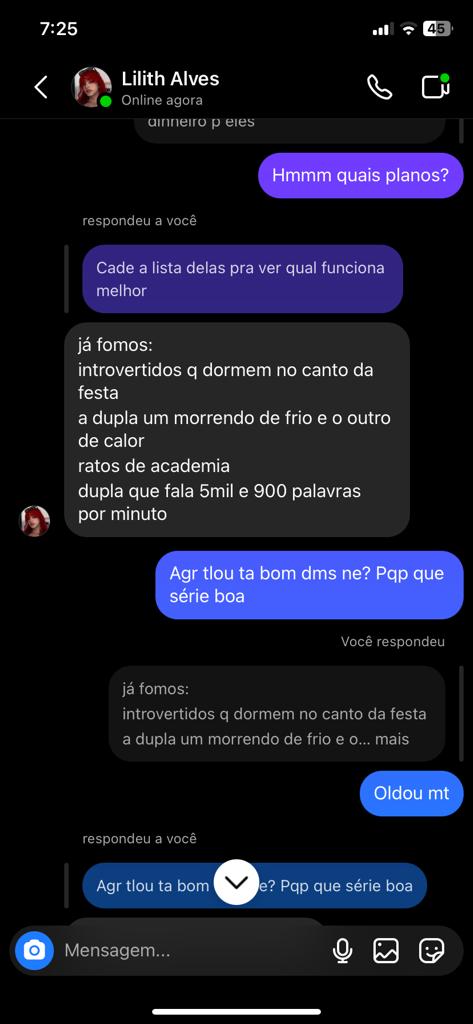 7:25
45
Lilith Alves
Online agora
dinheiro p eles
Hmmm quais planos?
respondeu a você
Cade a lista delas pra ver qual funciona
melhor
já fomos:
introvertidos q dormem no canto da
festa
a dupla um morrendo de frio e o outro
de calor
ratos de academia
dupla que fala 5mil e 900 palavras
por minuto
Agr tlou ta bom dms ne? Pqp que
série boa
Você respondeu
já fomos:
introvertidos q dormem no canto da festa
a dupla um morrendo de frio e o... mais
Oldou mt
respondeu a você
Agr tlou ta bom e? Pqp que série boa
Mensagem...